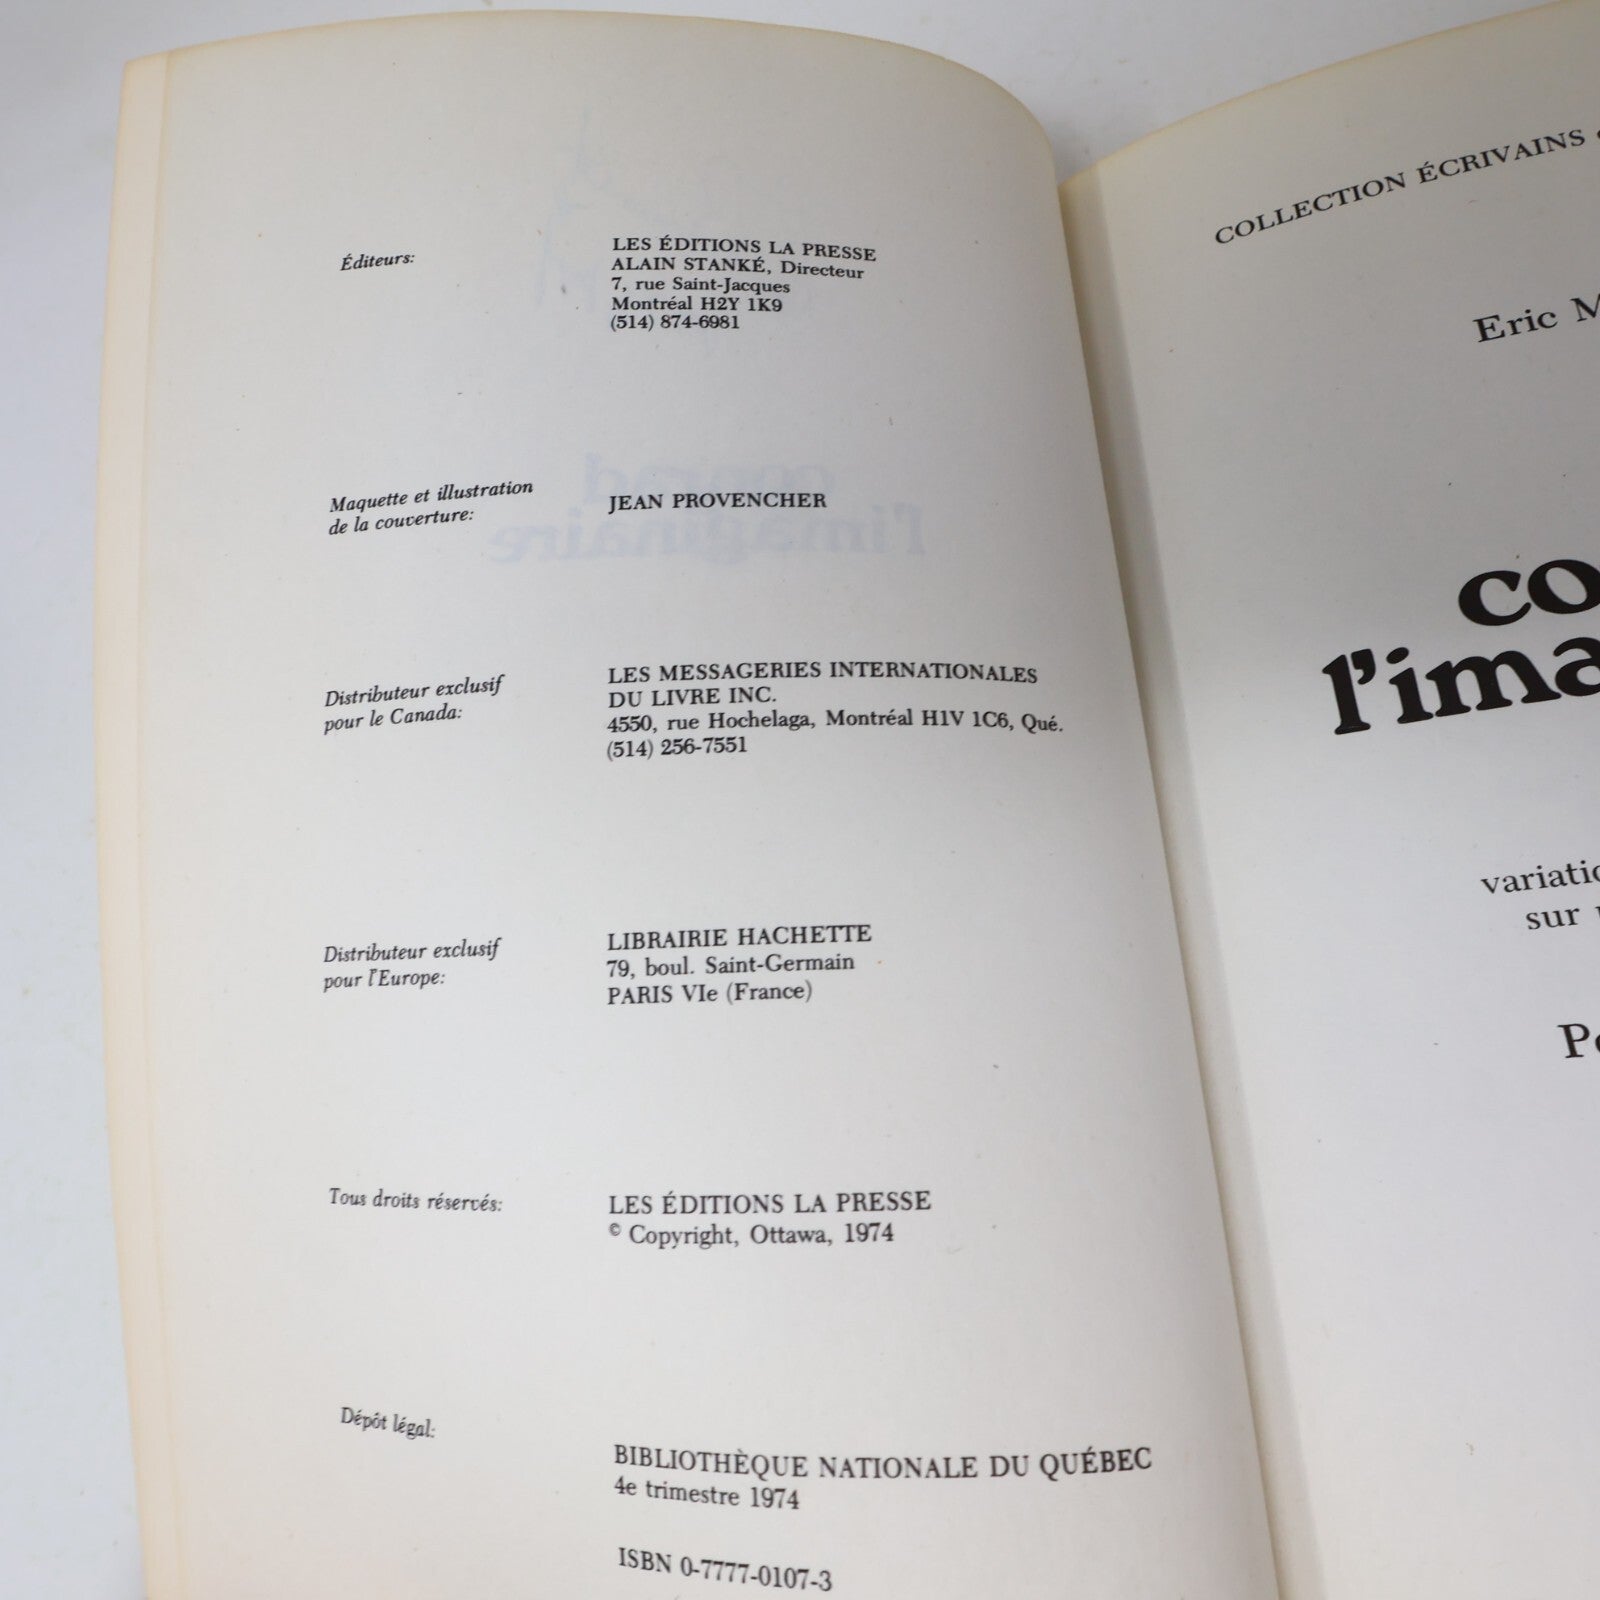 Éditeurs:
LES ÉDITIONS LA PRESSE
ALAIN STANKÉ, Directeur
7, rue Saint-Jacques
Montréal H2Y 1K9
(514) 874-6981
Maquette et illustration
de la couverture:
JEAN PROVENCHER
Distributeur exclusif
pour le Canada:
LES MESSAGERIES INTERNATIONALES
DU LIVRE INC.
4550, rue Hochelaga, Montréal H1V 1C6, Qué.
(514) 256-7551
Distributeur exclusif
pour l'Europe:
LIBRAIRIE HACHETTE
79, boul. Saint-Germain
PARIS VIe (France)
Tous droits réservés:
LES ÉDITIONS LA PRESSE
© Copyright, Ottawa, 1974
Dépôt légal:
BIBLIOTHÈQUE NATIONALE DU QUÉBEC
4e trimestre 1974
ISBN 0-7777-0107-3
COLLECTION ÉCRIVAINS
Eric M
co
l'ima
variatio
sur
Po